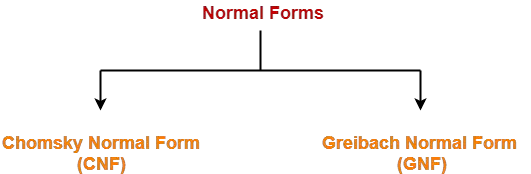 Normal Forms
Chomsky Normal Form
(CNF)
Greibach Normal Form
(GNF)